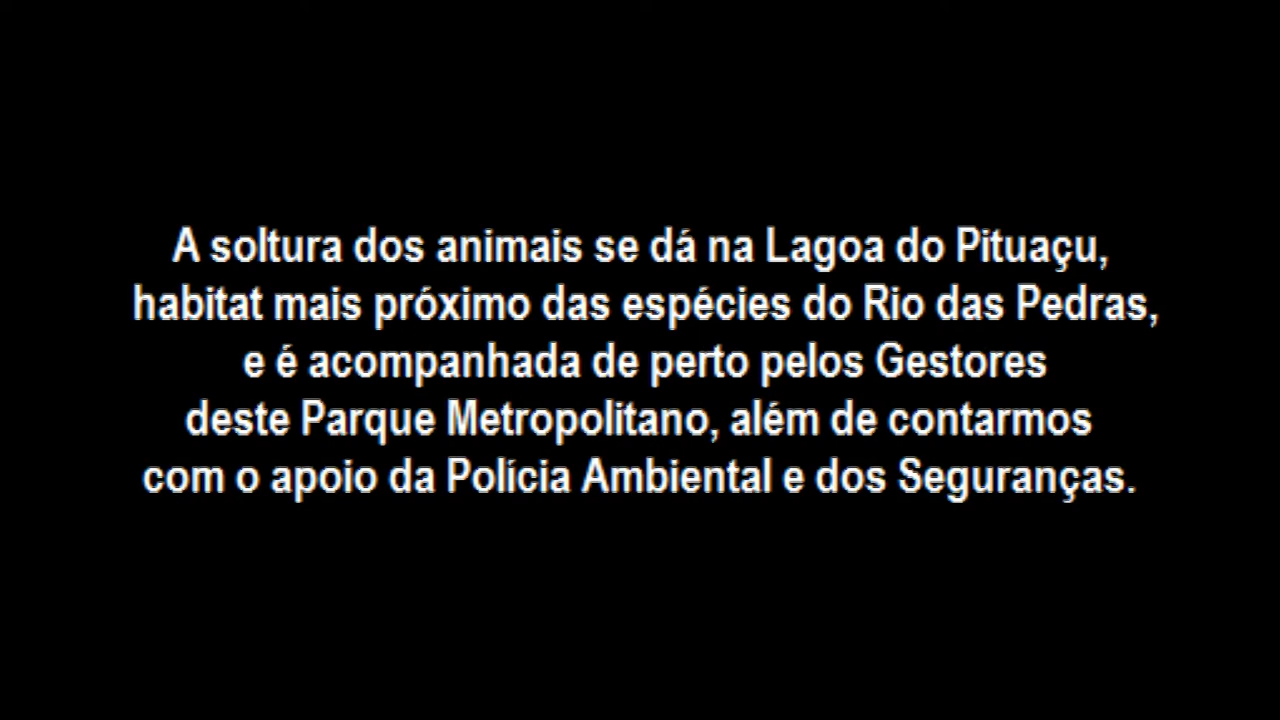 A soltura dos animais se dá na Lagoa do Pituaçu,
habitat mais próximo das espécies do Rio das Pedras,
e é acompanhada de perto pelos Gestores
deste Parque Metropolitano, além de contarmos
com o apoio da Polícia Ambiental e dos Seguranças.